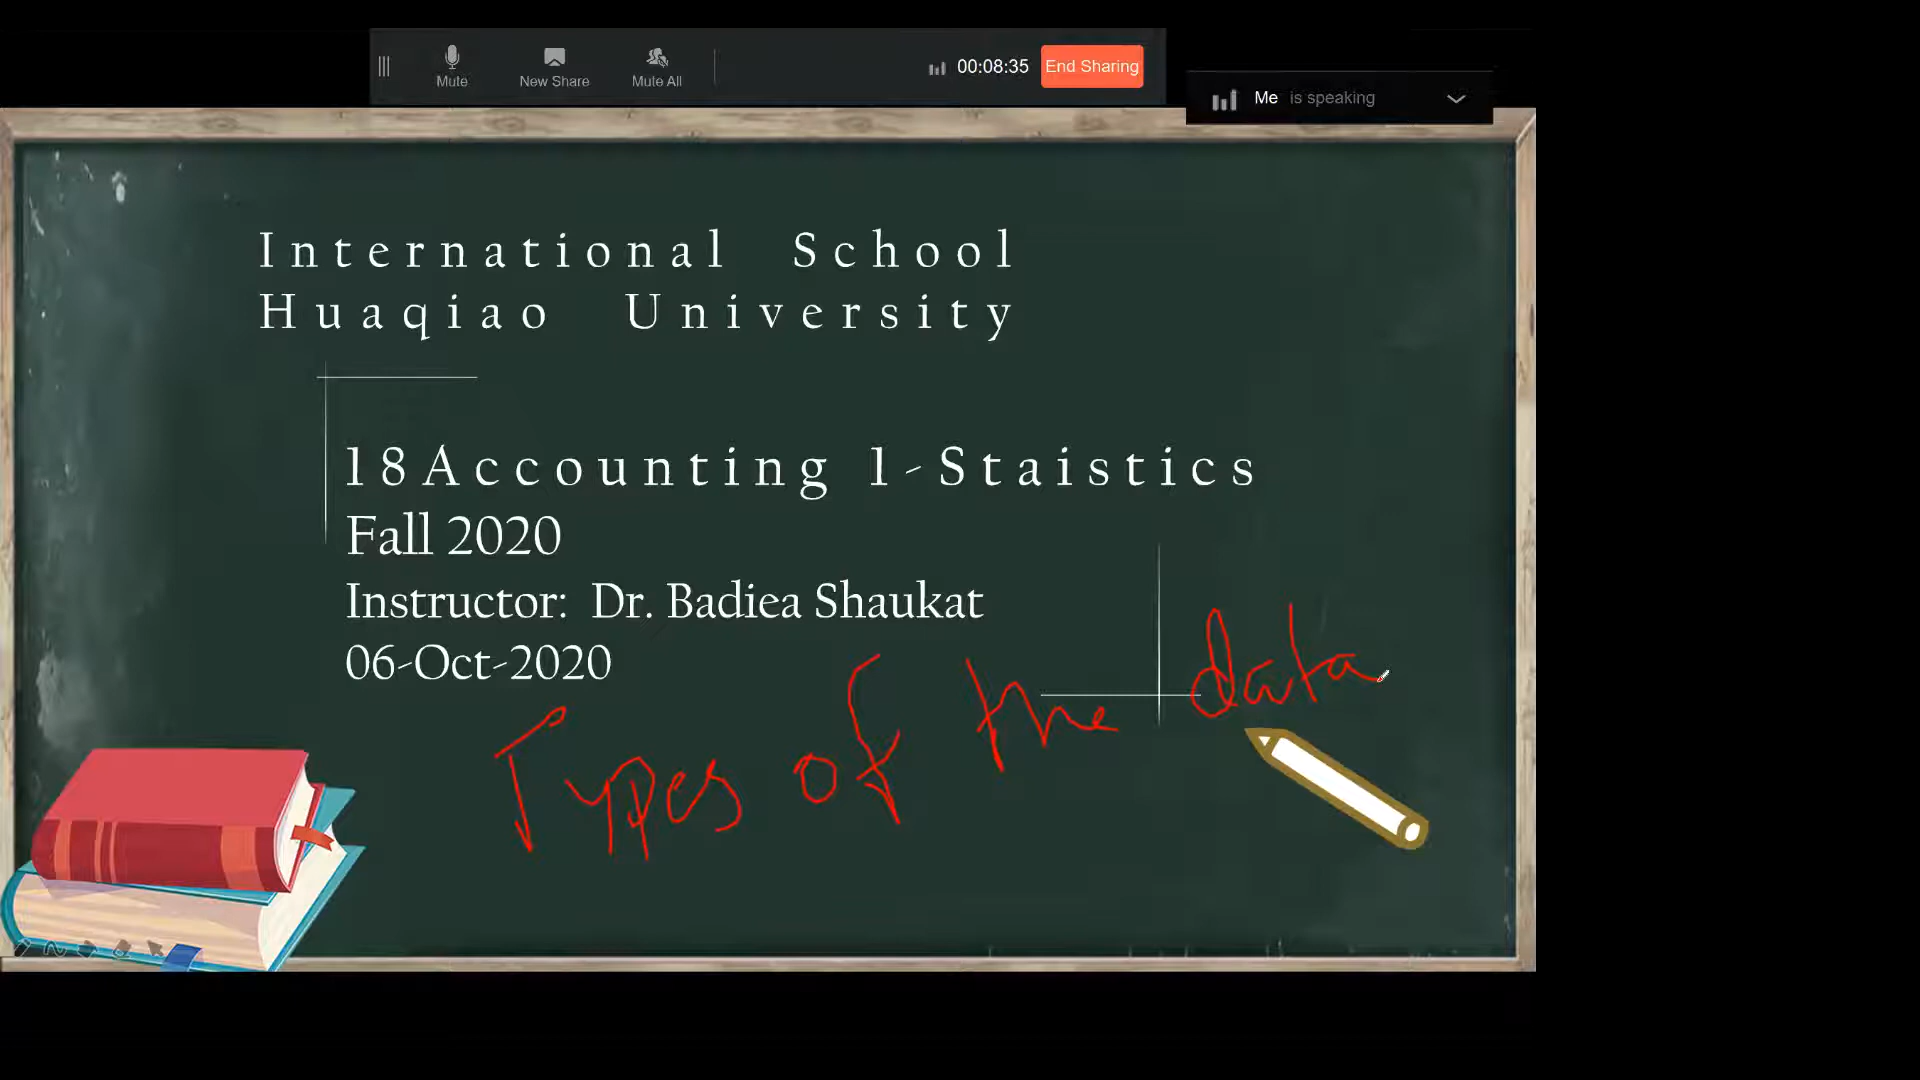 Mute
New Share
Mute All
00:08:35
End Sharing
Me is speaking
International School
Huaqiao University
18Accounting 1-Staistics
Fall 2020
Instructor: Dr. Badiea Shaukat
06-Oct-2020
Types of the data